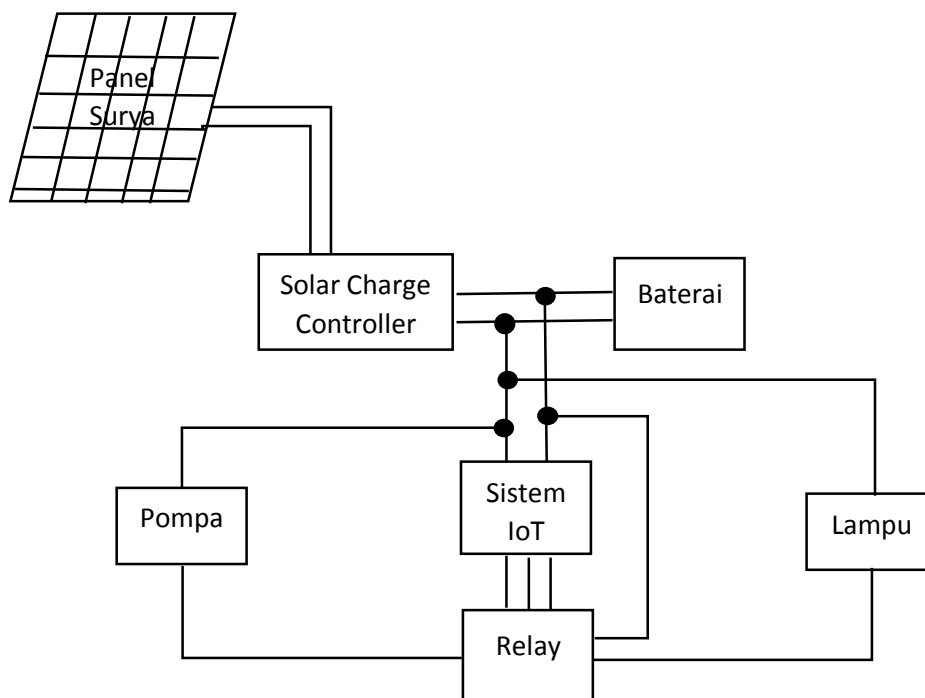 Panel
Surya
Solar Charge
Controller
Baterai
Pompa
Sistem
IoT
Lampu
Relay